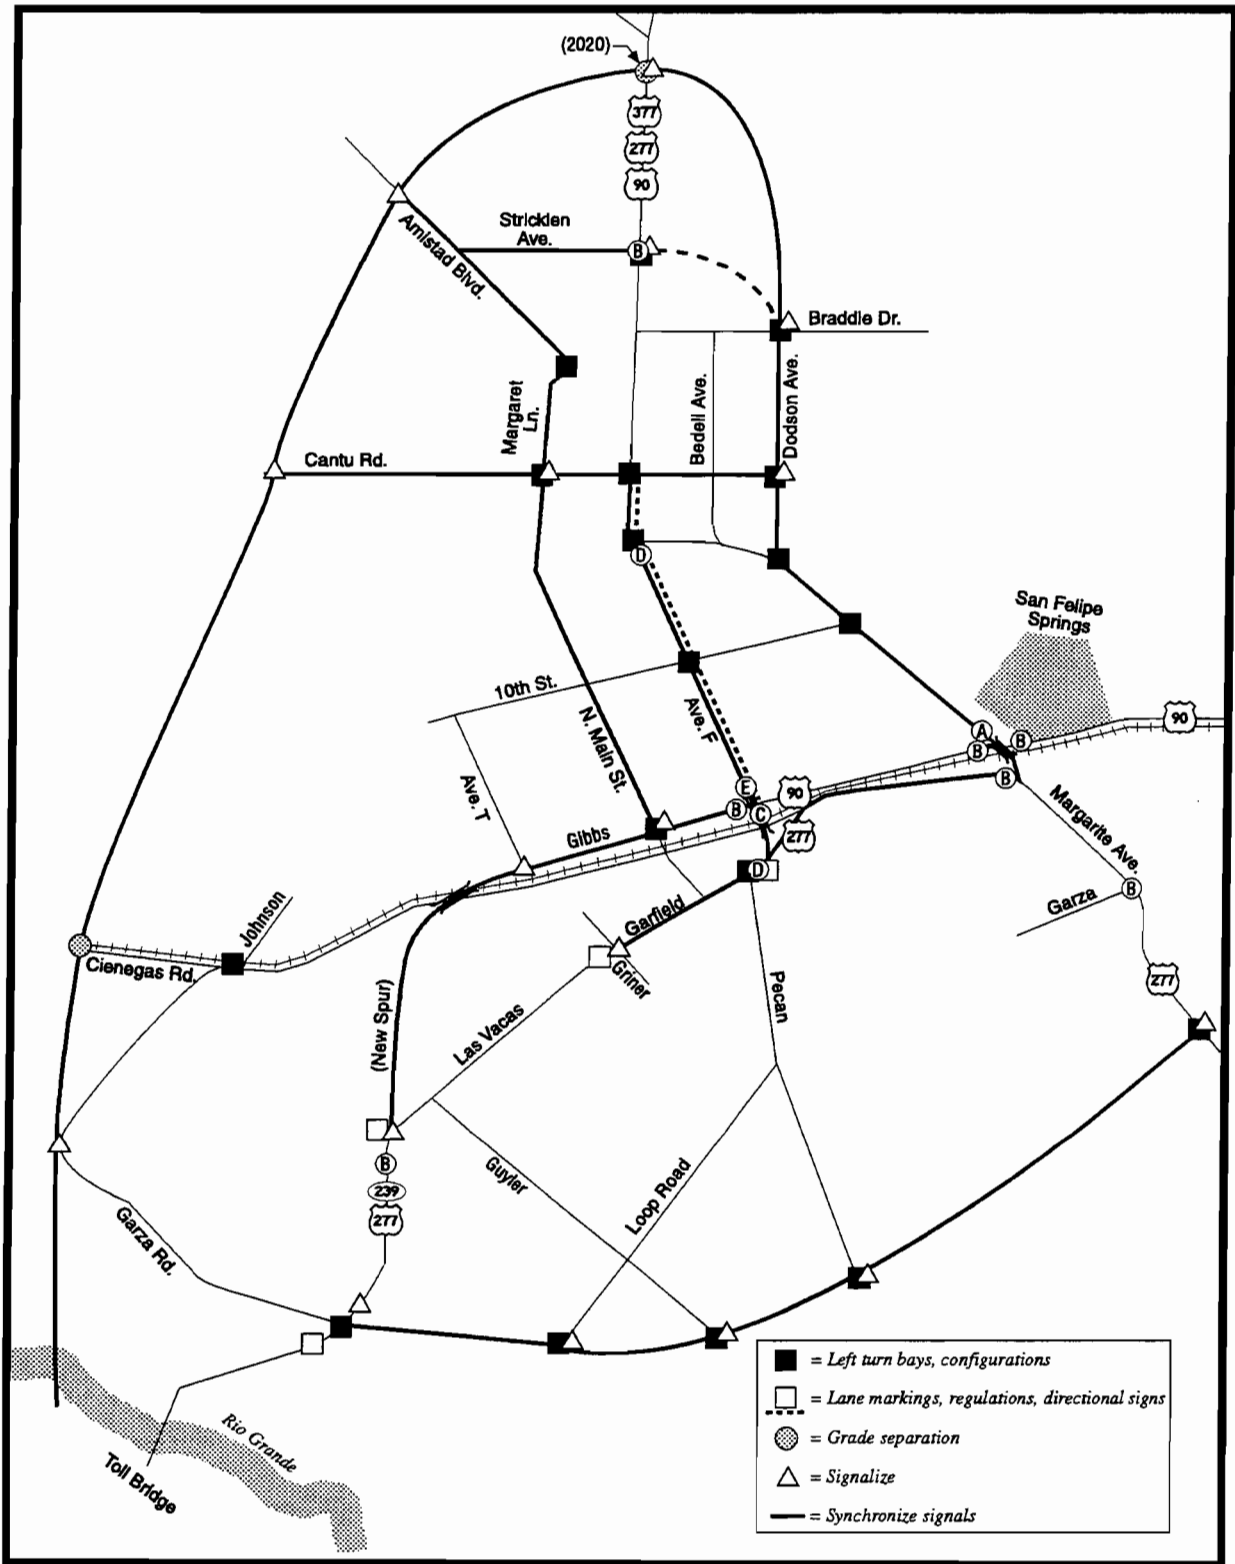 (2020)
377
277
90
Stricklen
Ave.
B
Amistad Blvd.
Braddie Dr.
Margaret
Ln.
Bedell Ave.
Dodson Ave.
Cantu Rd.
D
San Felipe
Springs
10th St.
N. Main St.
Ave. F
A
B
B
90
Ave. T
E
B
C
90
B
Gibbs
277
Margarite Ave.
D
B
Garza
Johnson
Garfield
Cienegas Rd.
Griner
Pecan
277
(New Spur)
Las Vacas
B
239
277
Guyler
Loop Road
Garza Rd.
= Left turn bays, configurations
= Lane markings, regulations, directional signs
= Grade separation
= Signalize
= Synchronize signals
Rio Grande
Toll Bridge